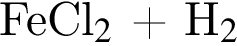 FeCl₂ + H₂